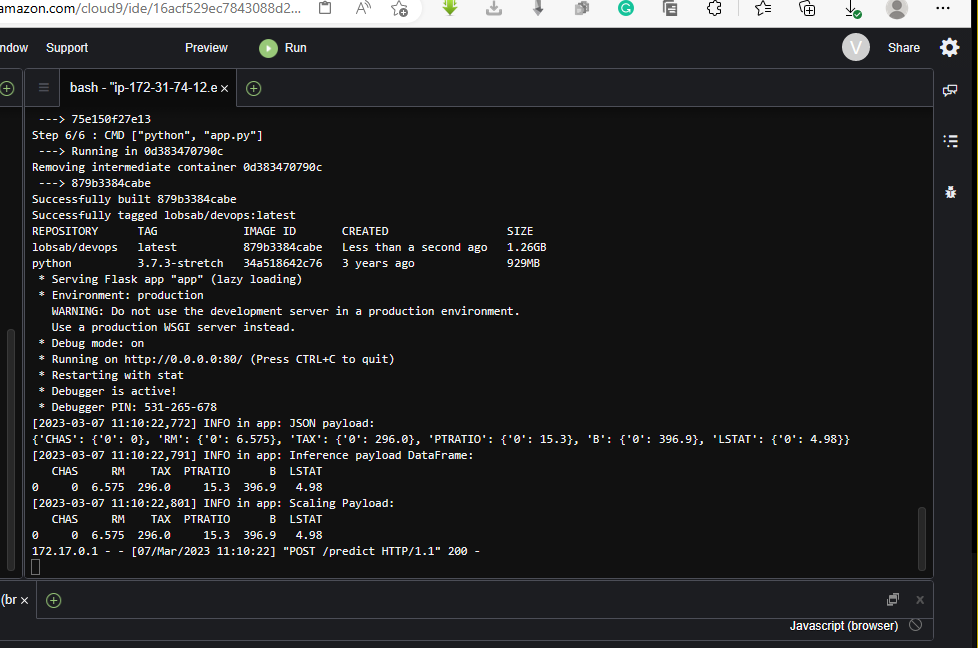 amazon.com/cloud9/ide/16acf529ec7843088d2...
ndow Support Preview Run V Share
bash - "ip-172-31-74-12.e ×
---> 75e150f27e13
Step 6/6 : CMD ["python", "app.py"]
---> Running in 0d383470790c
Removing intermediate container 0d383470790c
---> 879b3384cabe
Successfully built 879b3384cabe
Successfully tagged lobsab/devops:latest
REPOSITORY TAG IMAGE ID CREATED SIZE
lobsab/devops latest 879b3384cabe Less than a second ago 1.26GB
python 3.7.3-stretch 34a518642c76 3 years ago 929MB
* Serving Flask app "app" (lazy loading)
* Environment: production
WARNING: Do not use the development server in a production environment.
Use a production WSGI server instead.
* Debug mode: on
* Running on http://0.0.0.0:80/ (Press CTRL+C to quit)
* Restarting with stat
* Debugger is active!
* Debugger PIN: 531-265-678
[2023-03-07 11:10:22,772] INFO in app: JSON payload:
{'CHAS': {'0': 0}, 'RM': {'0': 6.575}, 'TAX': {'0': 296.0}, 'PTRATIO': {'0': 15.3}, 'B': {'0': 396.9}, 'LSTAT': {'0': 4.98}}
[2023-03-07 11:10:22,791] INFO in app: Inference payload DataFrame:
CHAS RM TAX PTRATIO B LSTAT
0 0 6.575 296.0 15.3 396.9 4.98
[2023-03-07 11:10:22,801] INFO in app: Scaling Payload:
CHAS RM TAX PTRATIO B LSTAT
0 0 6.575 296.0 15.3 396.9 4.98
172.17.0.1 - - [07/Mar/2023 11:10:22] "POST /predict HTTP/1.1" 200 -
(br ×
Javascript (browser)